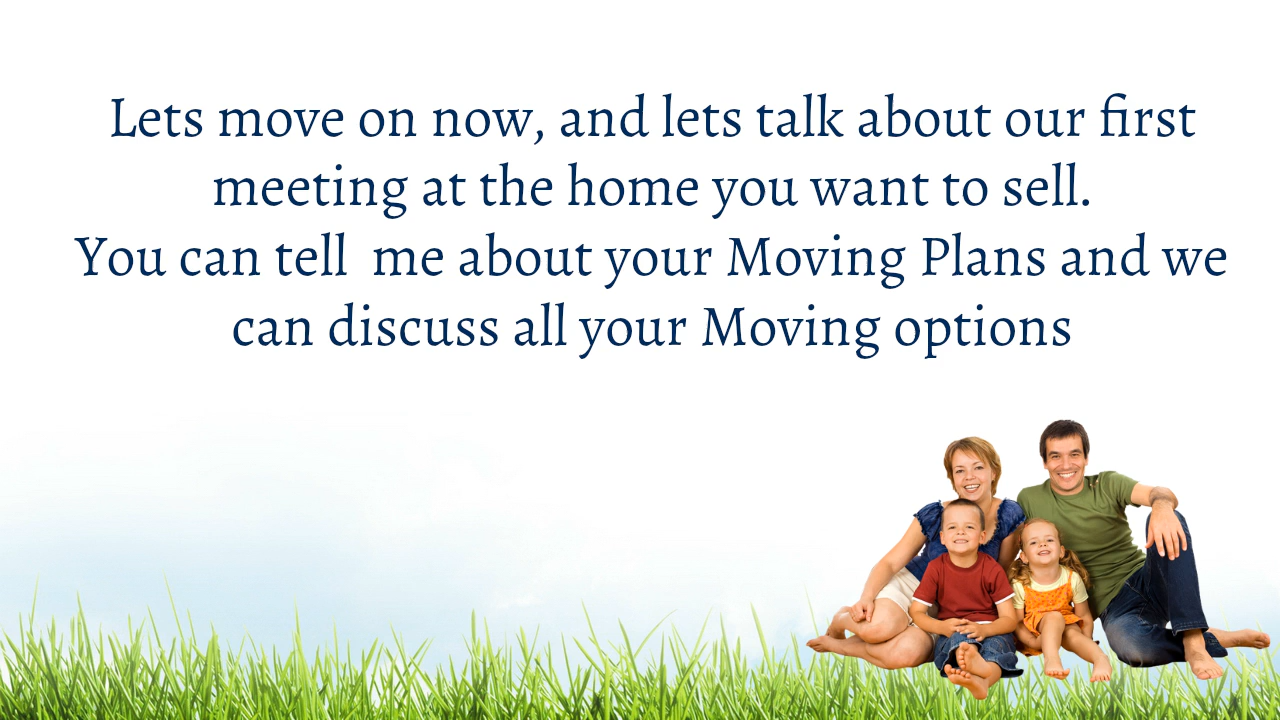 Lets move on now, and lets talk about our first
meeting at the home you want to sell.
You can tell  me about your Moving Plans and we
can discuss all your Moving options